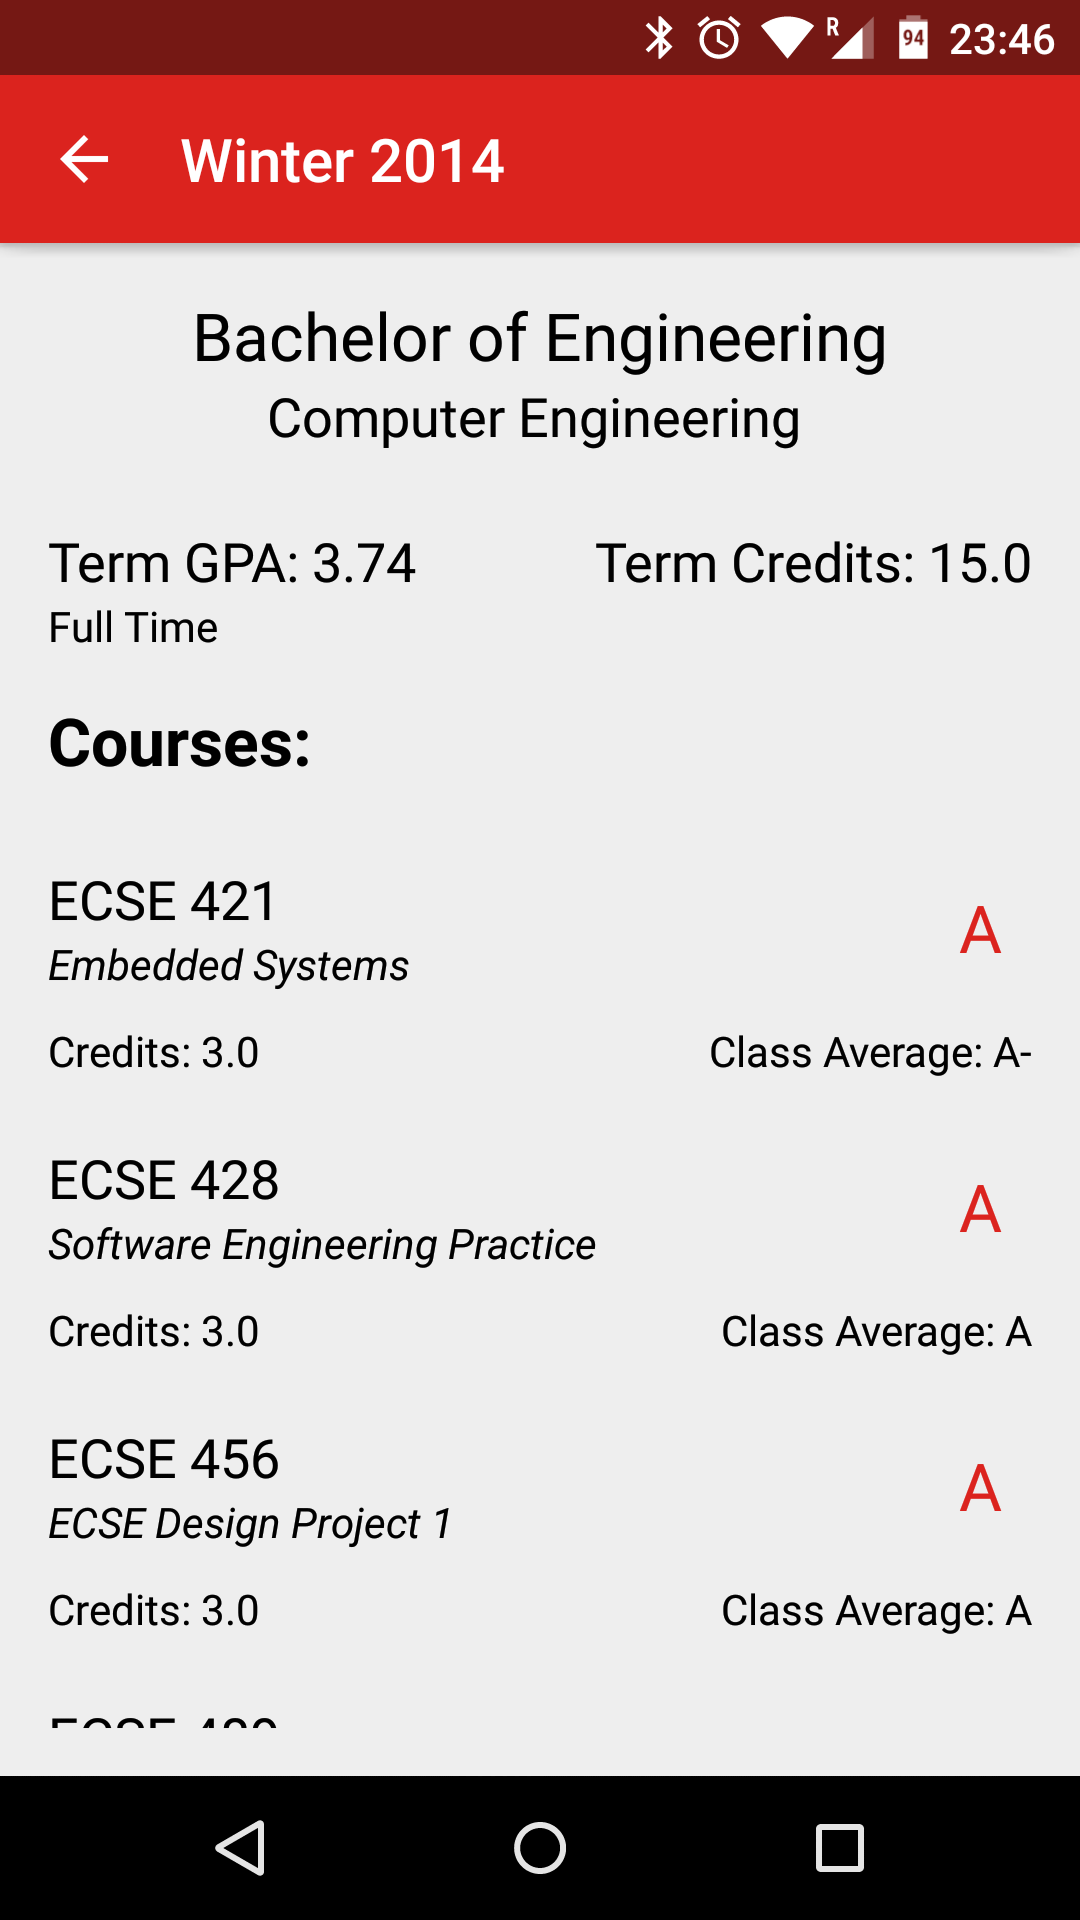 R 94 23:46
Winter 2014
Bachelor of Engineering
Computer Engineering
Term GPA: 3.74 Term Credits: 15.0
Full Time
Courses:
ECSE 421
A
Embedded Systems
Credits: 3.0 Class Average: A-
ECSE 428
A
Software Engineering Practice
Credits: 3.0 Class Average: A
ECSE 456
A
ECSE Design Project 1
Credits: 3.0 Class Average: A
ECSE